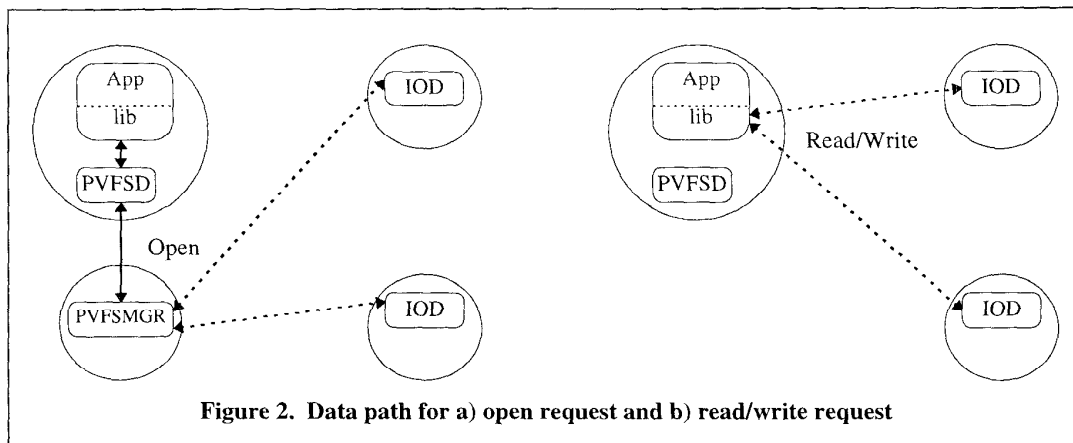 App
lib
PVFSD
Open
PVFSMGR
IOD
IOD
App
lib
PVFSD
Read/Write
IOD
IOD
Figure 2. Data path for a) open request and b) read/write request